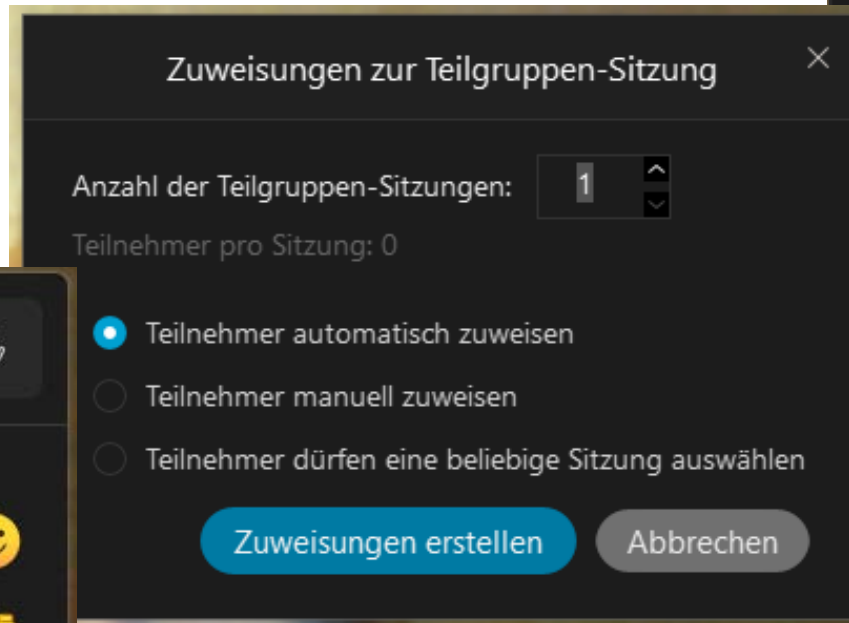 Zuweisungen zur Teilgruppen-Sitzung
Anzahl der Teilgruppen-Sitzungen: 1
Teilnehmer pro Sitzung: 0
Teilnehmer automatisch zuweisen
Teilnehmer manuell zuweisen
Teilnehmer dürfen eine beliebige Sitzung auswählen
Zuweisungen erstellen Abbrechen